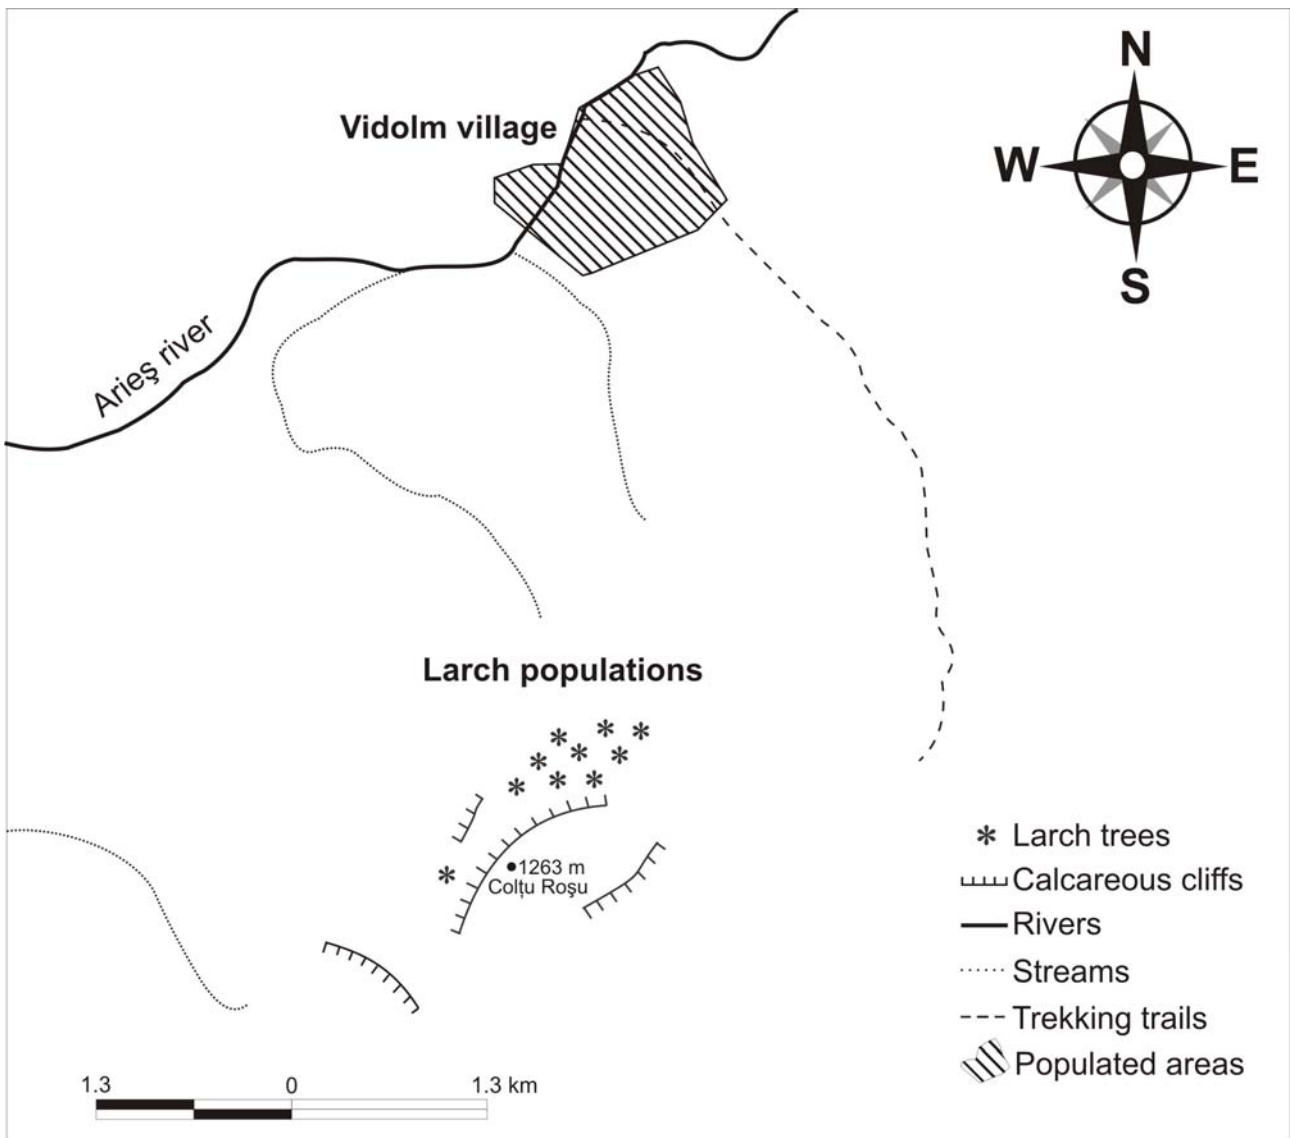 N
Vidolm village
W
E
S
Arieş river
Larch populations
1263 m
Colţu Roşu
Larch trees
Calcareous cliffs
Rivers
Streams
Trekking trails
Populated areas
1.3 0 1.3 km